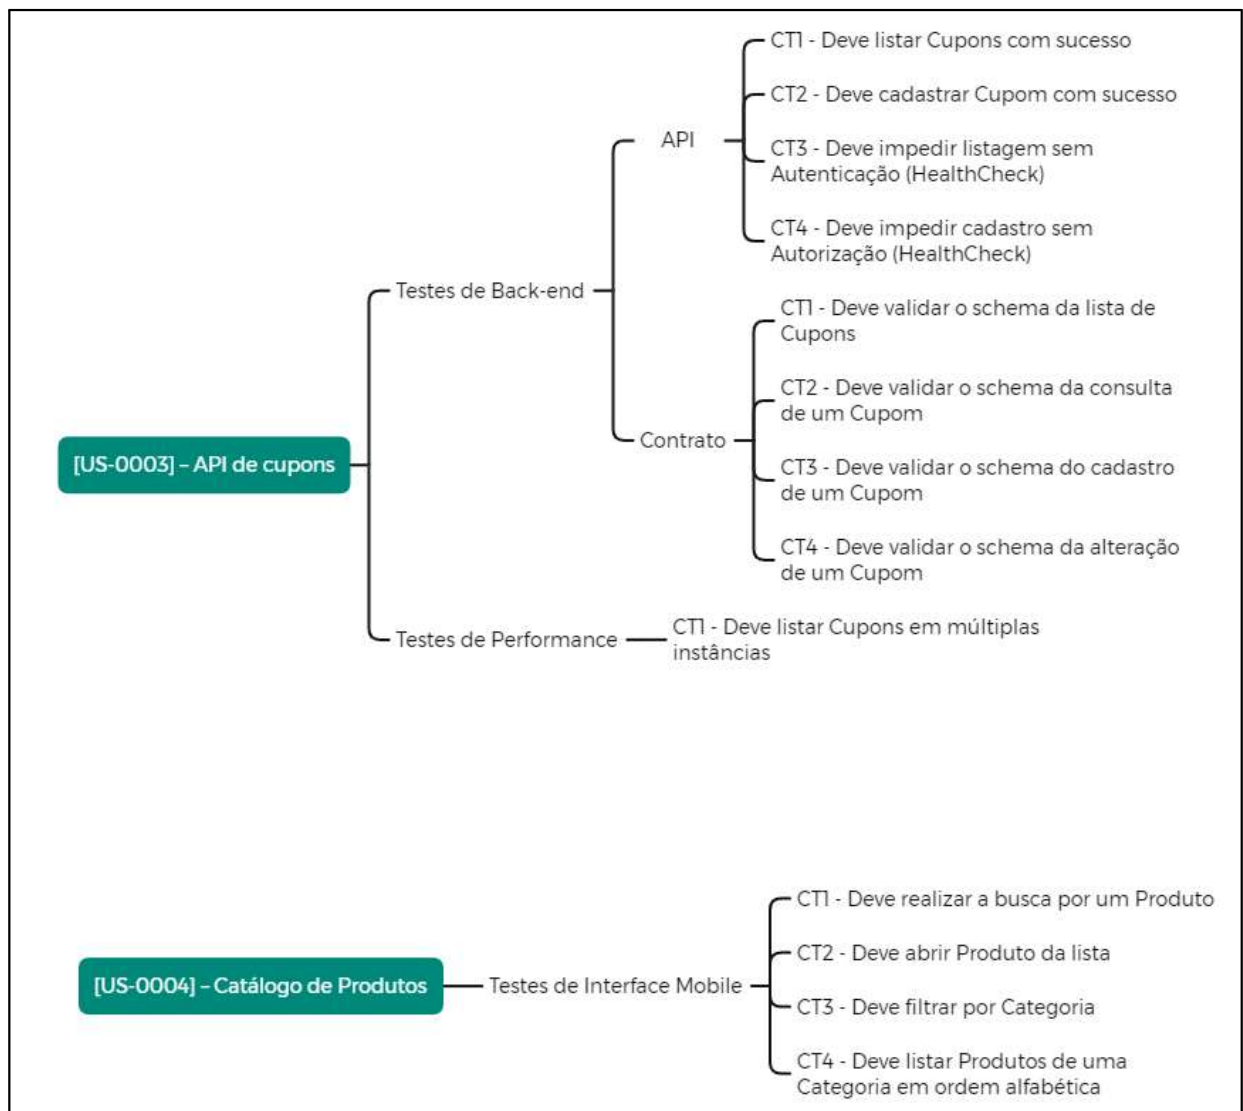 CT1 - Deve listar Cupons com sucesso
CT2 - Deve cadastrar Cupom com sucesso
API
CT3 - Deve impedir listagem sem
Autenticação (HealthCheck)
CT4 - Deve impedir cadastro sem
Autorização (HealthCheck)
Testes de Back-end
CT1 - Deve validar o schema da lista de
Cupons
CT2 - Deve validar o schema da consulta
de um Cupom
Contrato
[US-0003] – API de cupons
CT3 - Deve validar o schema do cadastro
de um Cupom
CT4 - Deve validar o schema da alteração
de um Cupom
Testes de Performance
CT1 - Deve listar Cupons em múltiplas
instâncias
CT1 - Deve realizar a busca por um Produto
CT2 - Deve abrir Produto da lista
[US-0004] – Catálogo de Produtos
Testes de Interface Mobile
CT3 - Deve filtrar por Categoria
CT4 - Deve listar Produtos de uma
Categoria em ordem alfabética